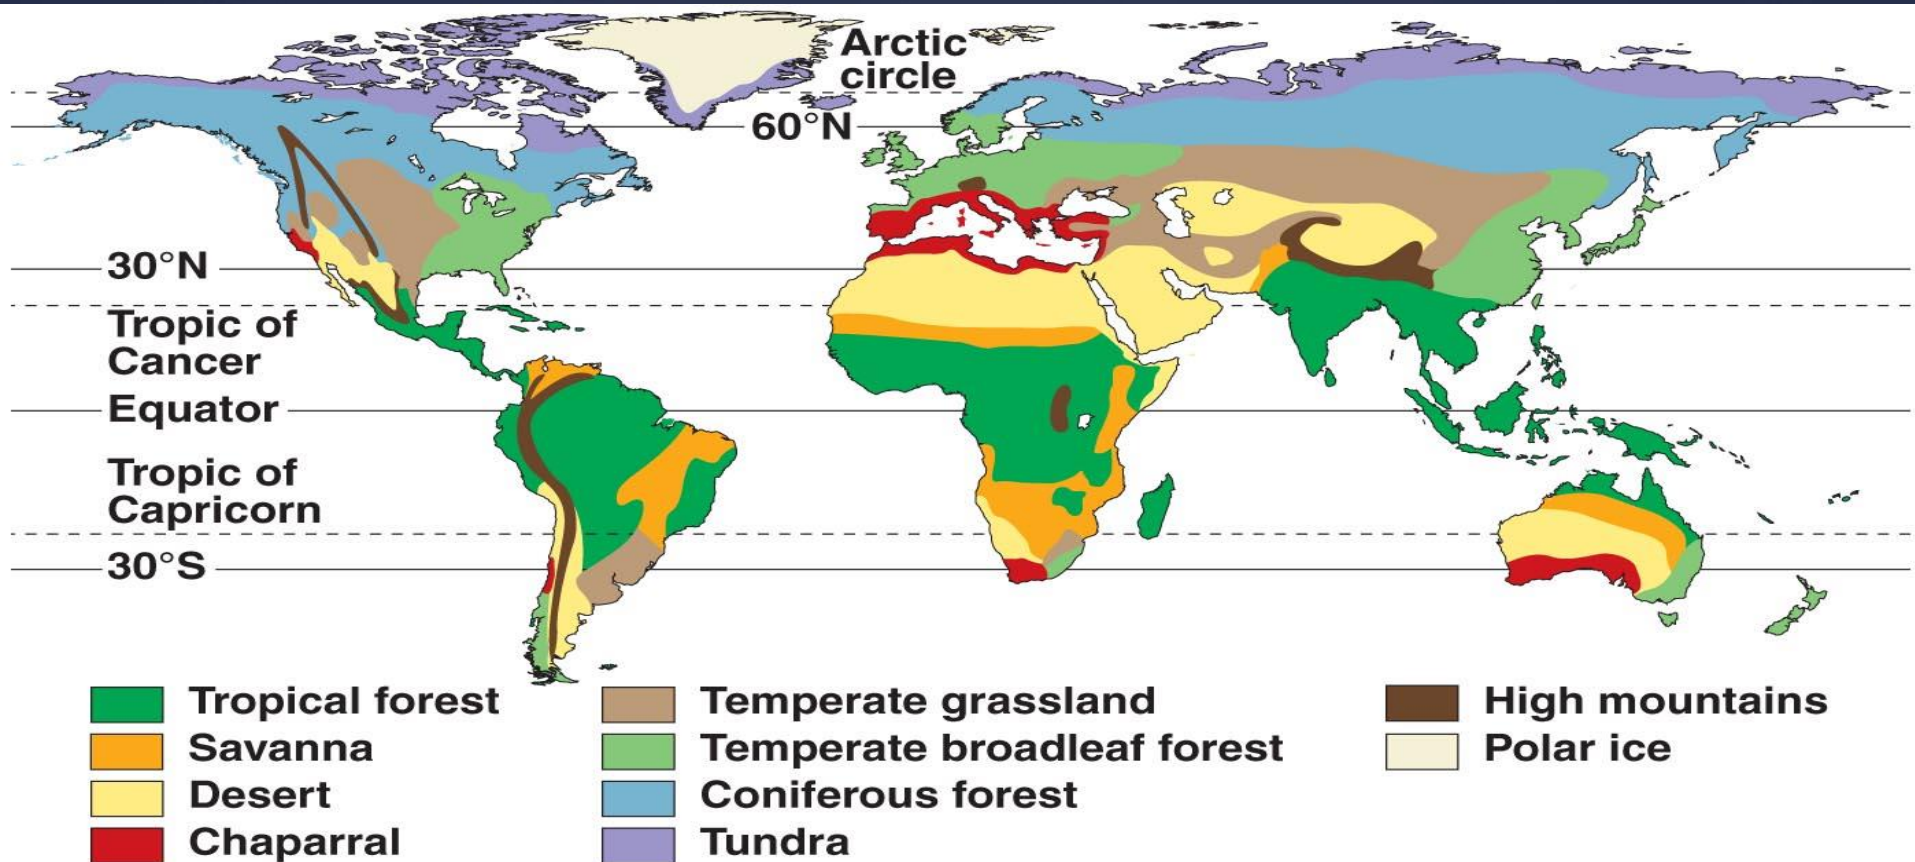 Arctic
circle
60°N
30°N
Tropic of
Cancer
Equator
Tropic of
Capricorn
30°S
Tropical forest
Savanna
Desert
Chaparral
Temperate grassland
Temperate broadleaf forest
Coniferous forest
Tundra
High mountains
Polar ice